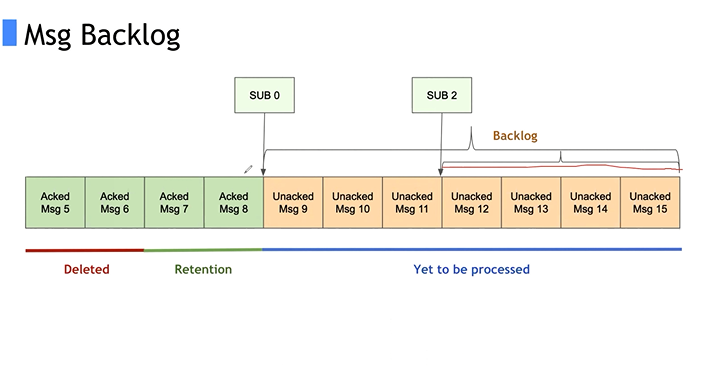 Msg Backlog
SUB 0
SUB 2
Backlog
Acked
Msg 5
Acked
Msg 6
Acked
Msg 7
Acked
Msg 8
Unacked
Msg 9
Unacked
Msg 10
Unacked
Msg 11
Unacked
Msg 12
Unacked
Msg 13
Unacked
Msg 14
Unacked
Msg 15
Deleted
Retention
Yet to be processed